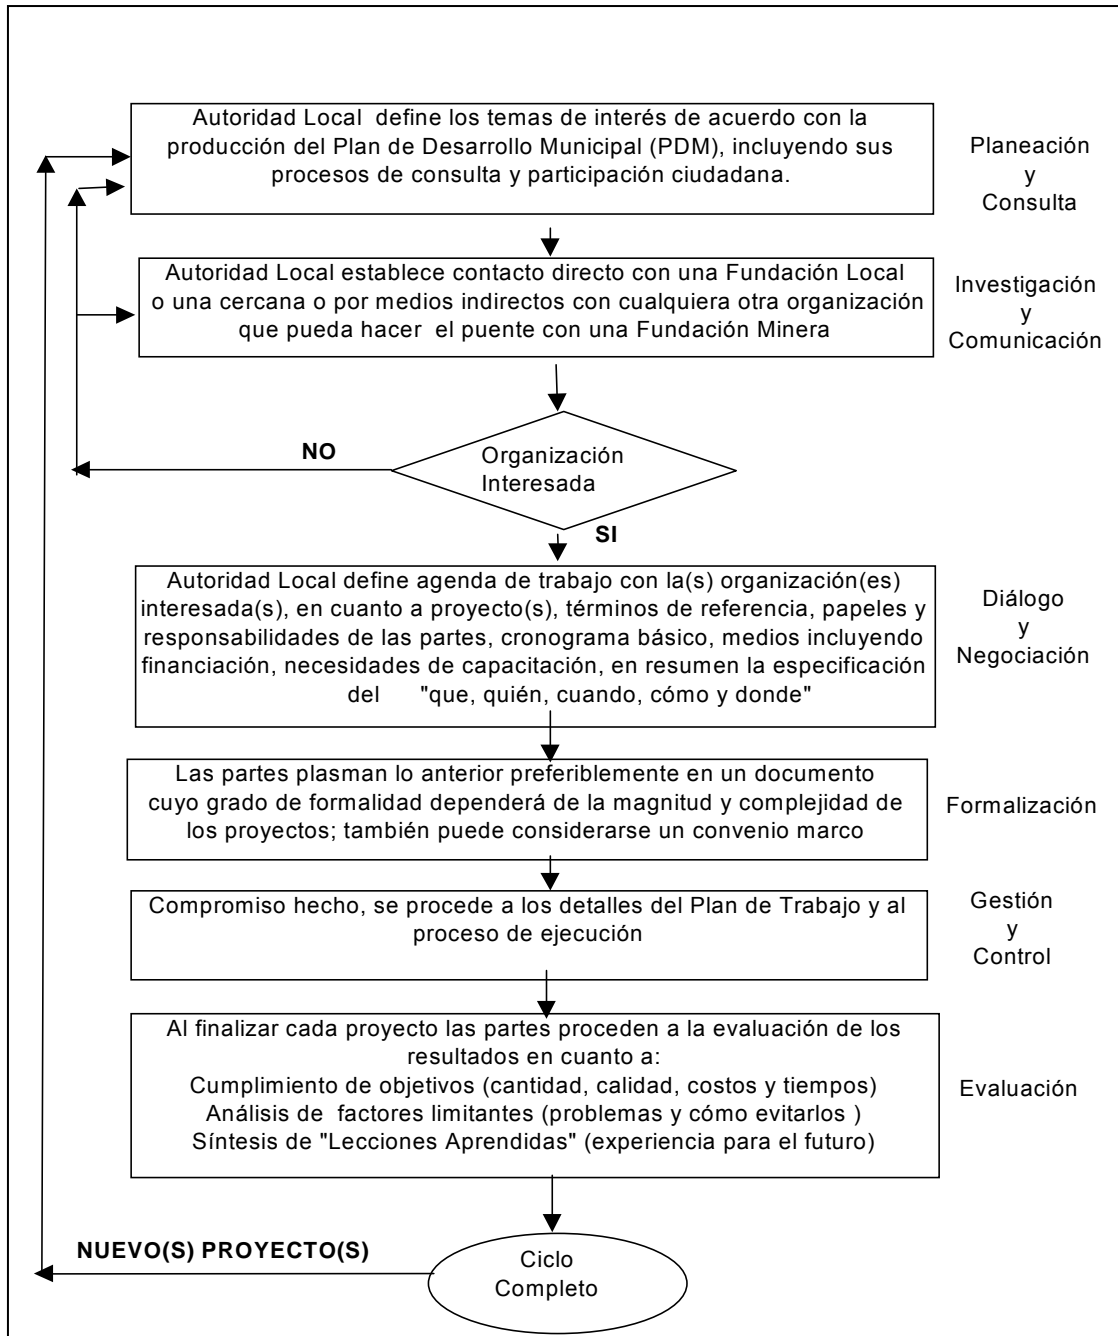 Autoridad Local define los temas de interés de acuerdo con la
producción del Plan de Desarrollo Municipal (PDM), incluyendo sus
procesos de consulta y participación ciudadana.
Planeación
y
Consulta
Autoridad Local establece contacto directo con una Fundación Local
o una cercana o por medios indirectos con cualquiera otra organización
que pueda hacer el puente con una Fundación Minera
Investigación
y
Comunicación
NO
Organización
Interesada
SI
Autoridad Local define agenda de trabajo con la(s) organización(es)
interesada(s), en cuanto a proyecto(s), términos de referencia, papeles y
responsabilidades de las partes, cronograma básico, medios incluyendo
financiación, necesidades de capacitación, en resumen la especificación
del "que, quién, cuando, cómo y donde"
Diálogo
y
Negociación
Las partes plasman lo anterior preferiblemente en un documento
cuyo grado de formalidad dependerá de la magnitud y complejidad de
los proyectos; también puede considerarse un convenio marco
Formalización
Compromiso hecho, se procede a los detalles del Plan de Trabajo y al
proceso de ejecución
Gestión
y
Control
Al finalizar cada proyecto las partes proceden a la evaluación de los
resultados en cuanto a:
Cumplimiento de objetivos (cantidad, calidad, costos y tiempos)
Análisis de factores limitantes (problemas y cómo evitarlos )
Síntesis de "Lecciones Aprendidas" (experiencia para el futuro)
Evaluación
NUEVO(S) PROYECTO(S)
Ciclo
Completo